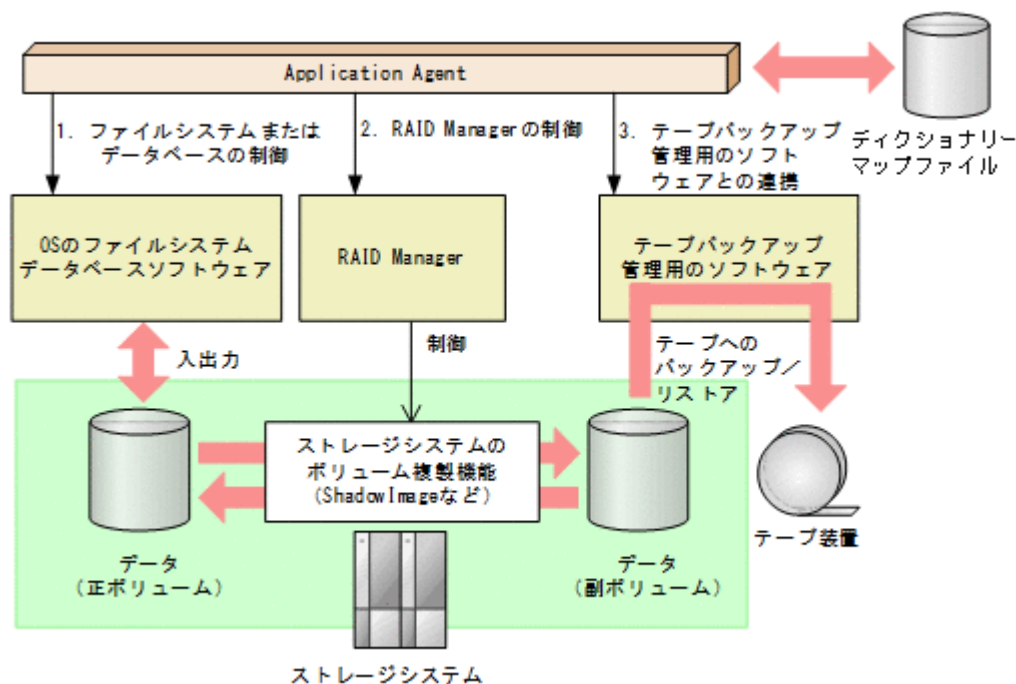 Application Agent
1. ファイルシステムまたは
データベースの制御
2. RAID Managerの制御
3. テープバックアップ
管理用のソフト
ウェアとの連携
ディクショナリー
マップファイル
OSのファイルシステム
データベースソフトウェア
RAID Manager
テープバックアップ
管理用のソフトウェア
入出力
制御
テープへの
バックアップ／
リストア
ストレージシステムの
ボリューム複製機能
(ShadowImageなど)
データ
(正ボリューム)
データ
(副ボリューム)
テープ装置
ストレージシステム